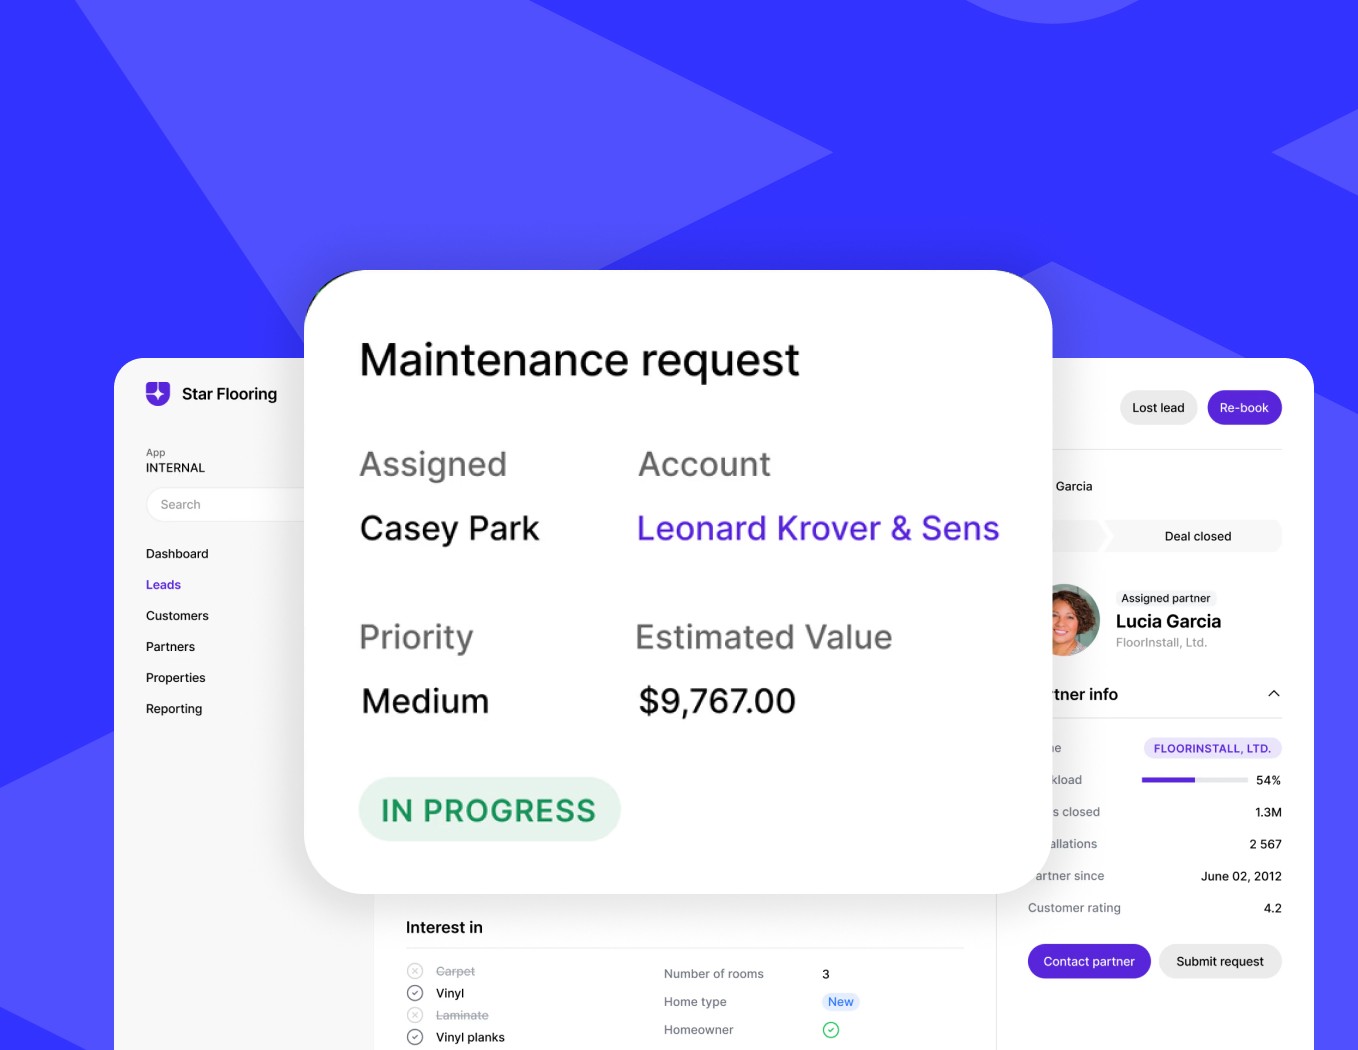 Maintenance request
Assigned
Account
Casey Park
Leonard Krover & Sens
Priority
Estimated Value
Medium
$9,767.00
IN PROGRESS
Star Flooring
App
INTERNAL
Search
Dashboard
Leads
Customers
Partners
Properties
Reporting
Lost lead
Re-book
Garcia
Deal closed
Assigned partner
Lucia Garcia
FloorInstall, Ltd.
info
FLOORINSTALL, LTD.
54%
closed
1.3M
2 567
since
June 02, 2012
Customer rating
4.2
Contact partner
Submit request
Interest in
Carpet
Vinyl
Laminate
Vinyl planks
Number of rooms
3
Home type
New
Homeowner